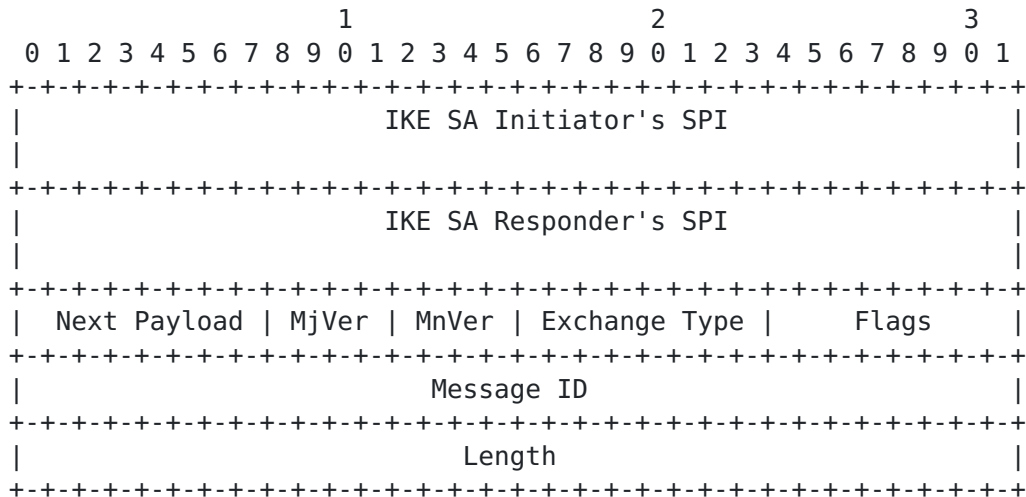 1                   2                   3
 0 1 2 3 4 5 6 7 8 9 0 1 2 3 4 5 6 7 8 9 0 1 2 3 4 5 6 7 8 9 0 1
+-+-+-+-+-+-+-+-+-+-+-+-+-+-+-+-+-+-+-+-+-+-+-+-+-+-+-+-+-+-+-+-+
|                       IKE SA Initiator's SPI                  |
|                                                               |
+-+-+-+-+-+-+-+-+-+-+-+-+-+-+-+-+-+-+-+-+-+-+-+-+-+-+-+-+-+-+-+-+
|                       IKE SA Responder's SPI                  |
|                                                               |
+-+-+-+-+-+-+-+-+-+-+-+-+-+-+-+-+-+-+-+-+-+-+-+-+-+-+-+-+-+-+-+-+
|  Next Payload | MjVer | MnVer | Exchange Type |     Flags     |
+-+-+-+-+-+-+-+-+-+-+-+-+-+-+-+-+-+-+-+-+-+-+-+-+-+-+-+-+-+-+-+-+
|                          Message ID                           |
+-+-+-+-+-+-+-+-+-+-+-+-+-+-+-+-+-+-+-+-+-+-+-+-+-+-+-+-+-+-+-+-+
|                            Length                             |
+-+-+-+-+-+-+-+-+-+-+-+-+-+-+-+-+-+-+-+-+-+-+-+-+-+-+-+-+-+-+-+-+